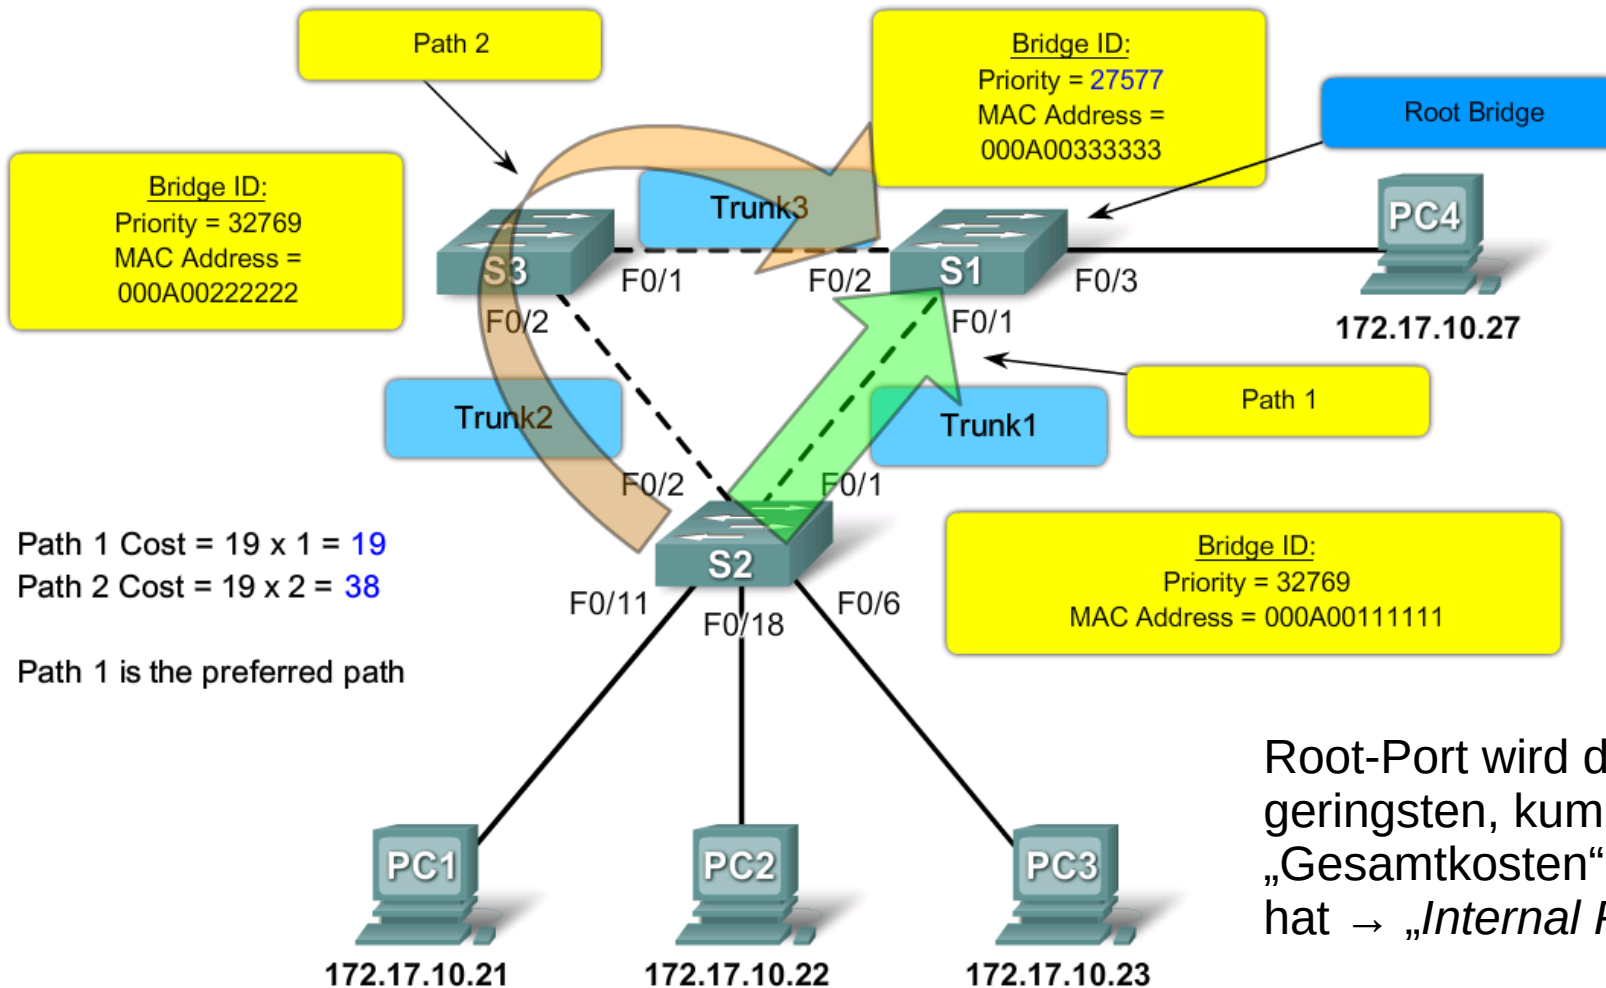 Path 2
Bridge ID:
Priority = 27577
MAC Address =
000A00333333
Root Bridge
Bridge ID:
Priority = 32769
MAC Address =
000A00222222
Trunk3
PC4
S3
F0/1
F0/2
S1
F0/3
F0/2
F0/1
172.17.10.27
Path 1
Trunk2
Trunk1
F0/2
F0/1
Path 1 Cost = 19 x 1 = 19
Path 2 Cost = 19 x 2 = 38
Path 1 is the preferred path
S2
Bridge ID:
Priority = 32769
MAC Address = 000A00111111
F0/11
F0/18
F0/6
Root-Port wird d
geringsten, kum
„Gesamtkosten“
hat → „Internal
PC1
PC2
PC3
172.17.10.21
172.17.10.22
172.17.10.23